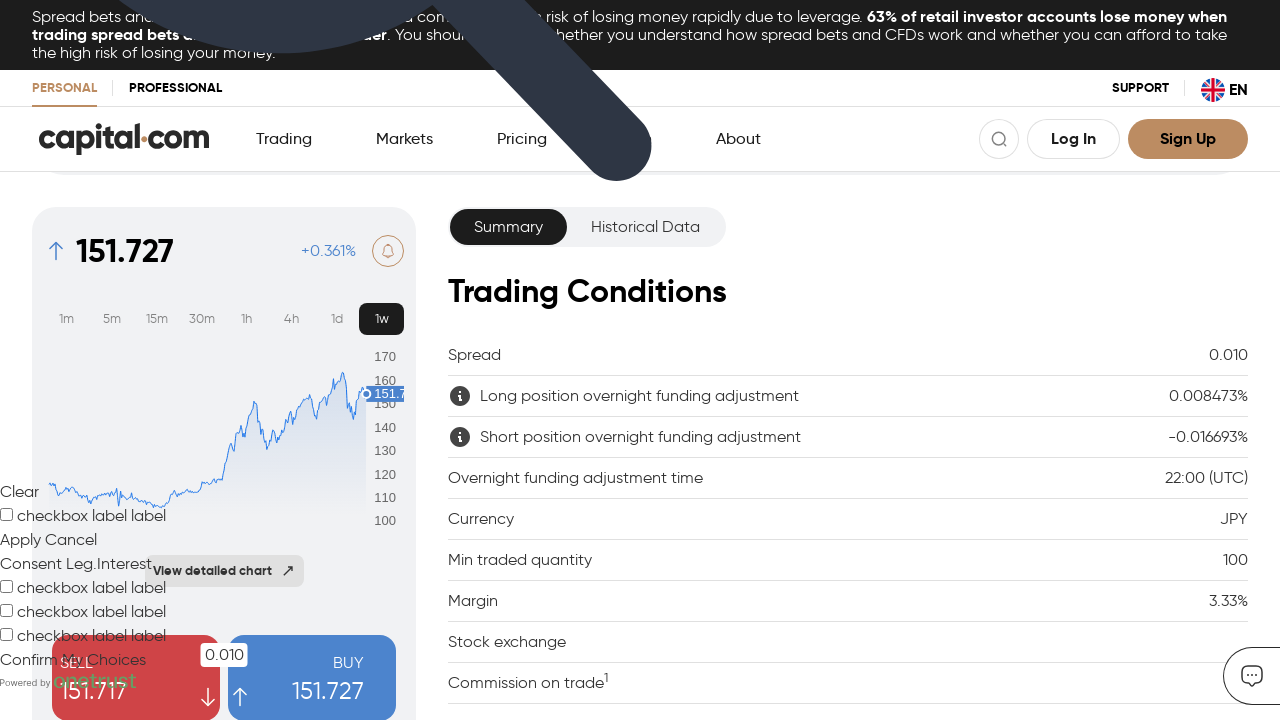 Spread bets and com risk of losing money rapidly due to leverage. 63% of retail investor accounts lose money when
trading spread bets der. You should hether you understand how spread bets and CFDs work and whether you can afford to take
the high risk of losing your money.
PERSONAL PROFESSIONAL SUPPORT EN
capital.com Trading Markets Pricing About Log In Sign Up
151.727 +0.361%
1m 5m 15m 30m 1h 4h 1d 1w
170
160
151.7
150
140
130
120
110
100
View detailed chart ↗
SELL
151.717
0.010
BUY
151.727
Clear
checkbox label label
Apply Cancel
Consent Leg.Interest
checkbox label label
checkbox label label
checkbox label label
Confirm My Choices
Powered by onetrust
Summary Historical Data
Trading Conditions
Spread 0.010
Long position overnight funding adjustment 0.008473%
Short position overnight funding adjustment -0.016693%
Overnight funding adjustment time 22:00 (UTC)
Currency JPY
Min traded quantity 100
Margin 3.33%
Stock exchange
Commission on trade1